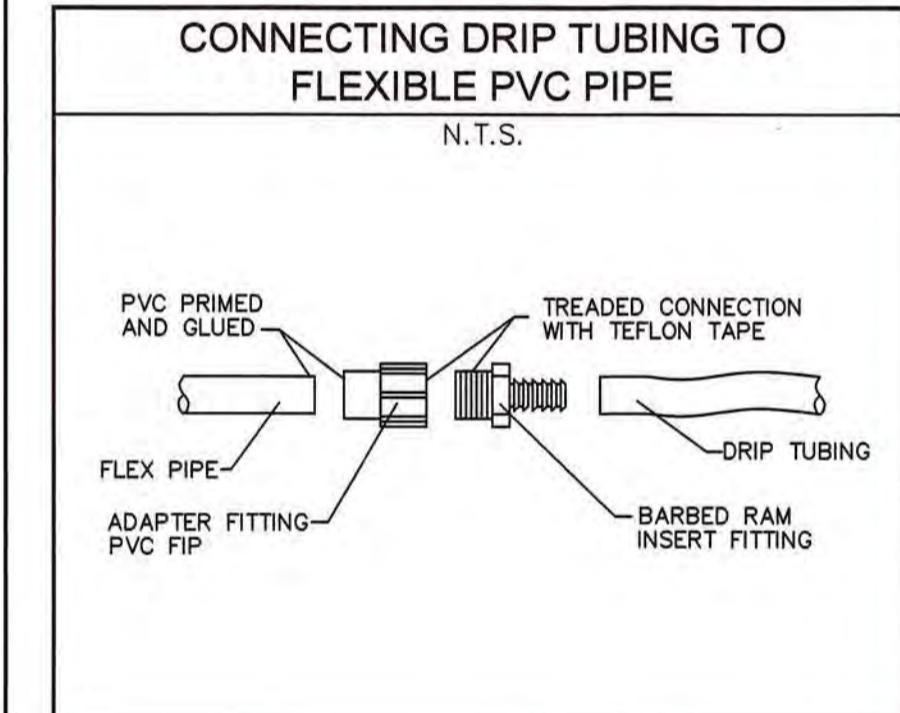 CONNECTING DRIP TUBING TO
FLEXIBLE PVC PIPE
N.T.S.
PVC PRIMED
AND GLUED
TREADED CONNECTION
WITH TEFLON TAPE
FLEX PIPE
DRIP TUBING
ADAPTER FITTING
PVC FIP
BARBED RAM
INSERT FITTING